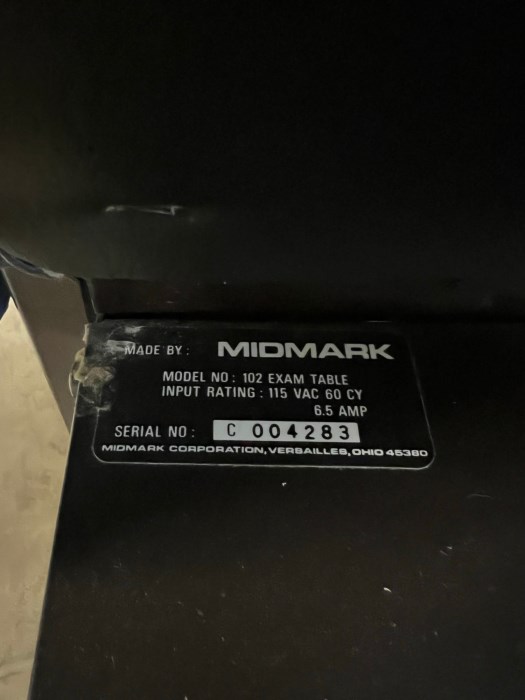 MADE BY: MIDMARK
MODEL NO: 102 EXAM TABLE
INPUT RATING: 115 VAC 60 CY
6.5 AMP
SERIAL NO: C 004283
MIDMARK CORPORATION, VERSAILLES, OHIO 45380